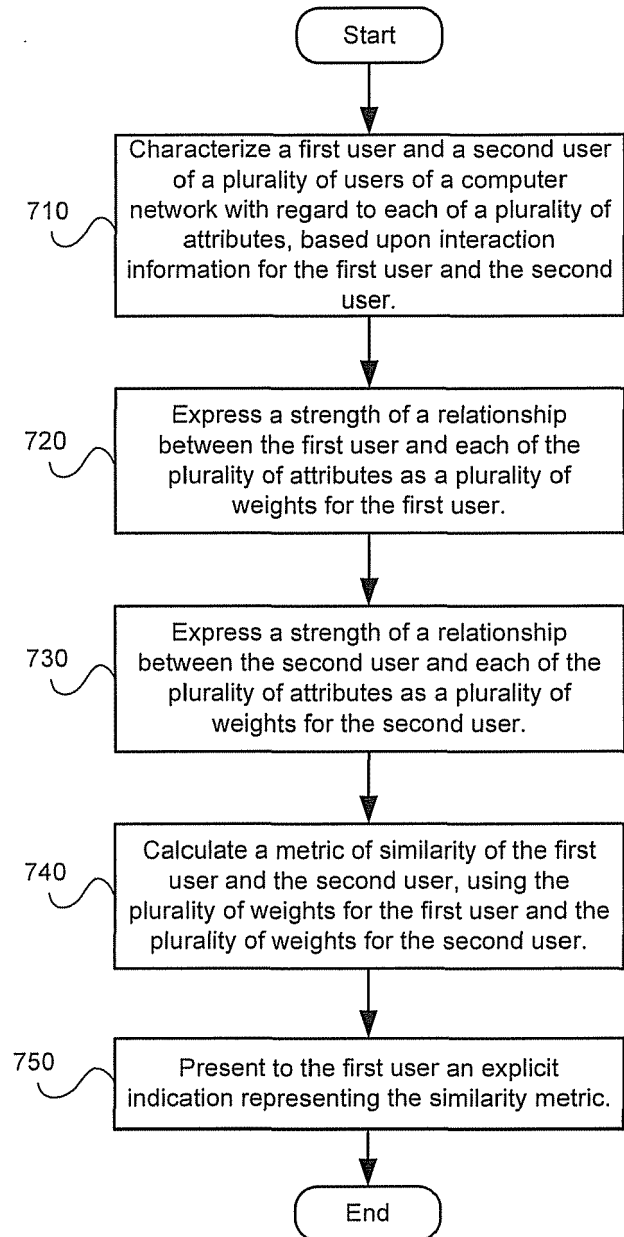 Start
Characterize a first user and a second user
of a plurality of users of a computer
network with regard to each of a plurality of
attributes, based upon interaction
information for the first user and the second
user.
710
Express a strength of a relationship
between the first user and each of the
plurality of attributes as a plurality of
weights for the first user.
720
Express a strength of a relationship
between the second user and each of the
plurality of attributes as a plurality of
weights for the second user.
730
Calculate a metric of similarity of the first
user and the second user, using the
plurality of weights for the first user and the
plurality of weights for the second user.
740
Present to the first user an explicit
indication representing the similarity metric.
750
End